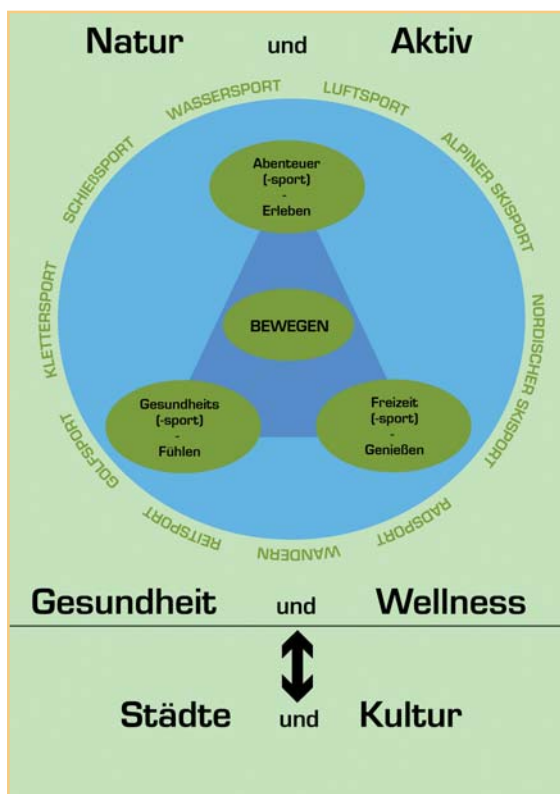 Natur und Aktiv
WASSERSPORT
LUFTSPORT
ALPINER SKISPORT
NORDISCHER SKISPORT
RADSPORT
WANDERN
REITSPORT
GOLFSPORT
KLETTERSPORT
SCHIEßSPORT
Abenteuer
(-sport)
-
Erleben
BEWEGEN
Gesundheits
(-sport)
-
Fühlen
Freizeit
(-sport)
-
Genießen
Gesundheit und Wellness
Städte und Kultur